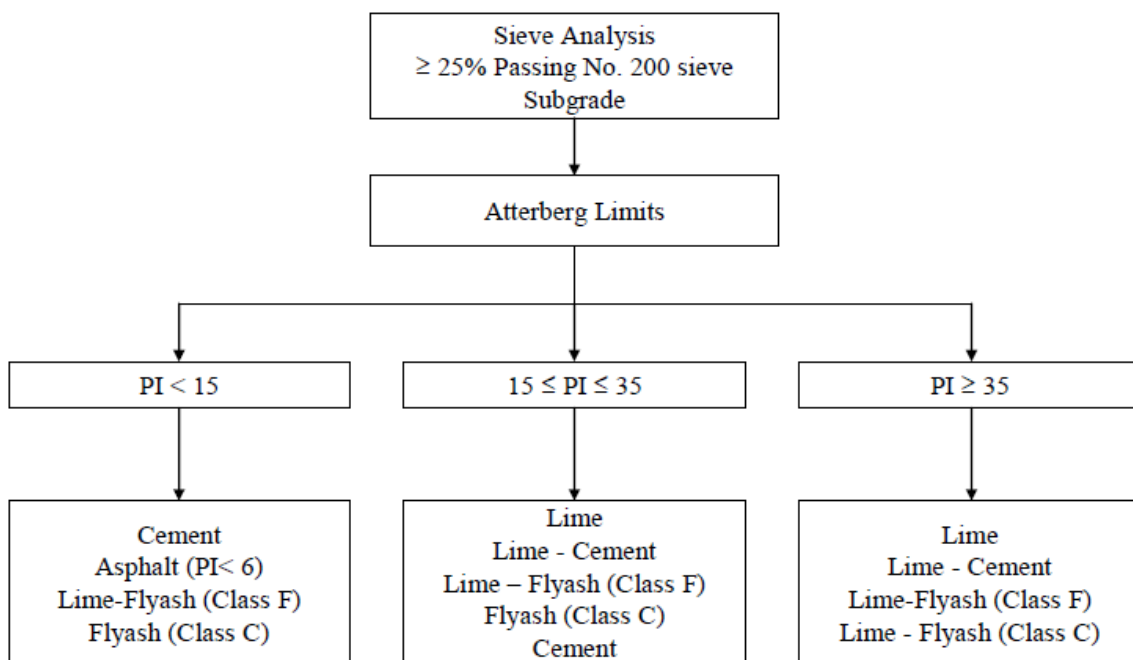 Sieve Analysis
≥ 25% Passing No. 200 sieve
Subgrade
Atterberg Limits
PI < 15
15 ≤ PI ≤ 35
PI ≥ 35
Cement
Asphalt (PI< 6)
Lime-Flyash (Class F)
Flyash (Class C)
Lime
Lime - Cement
Lime – Flyash (Class F)
Flyash (Class C)
Cement
Lime
Lime - Cement
Lime-Flyash (Class F)
Lime - Flyash (Class C)